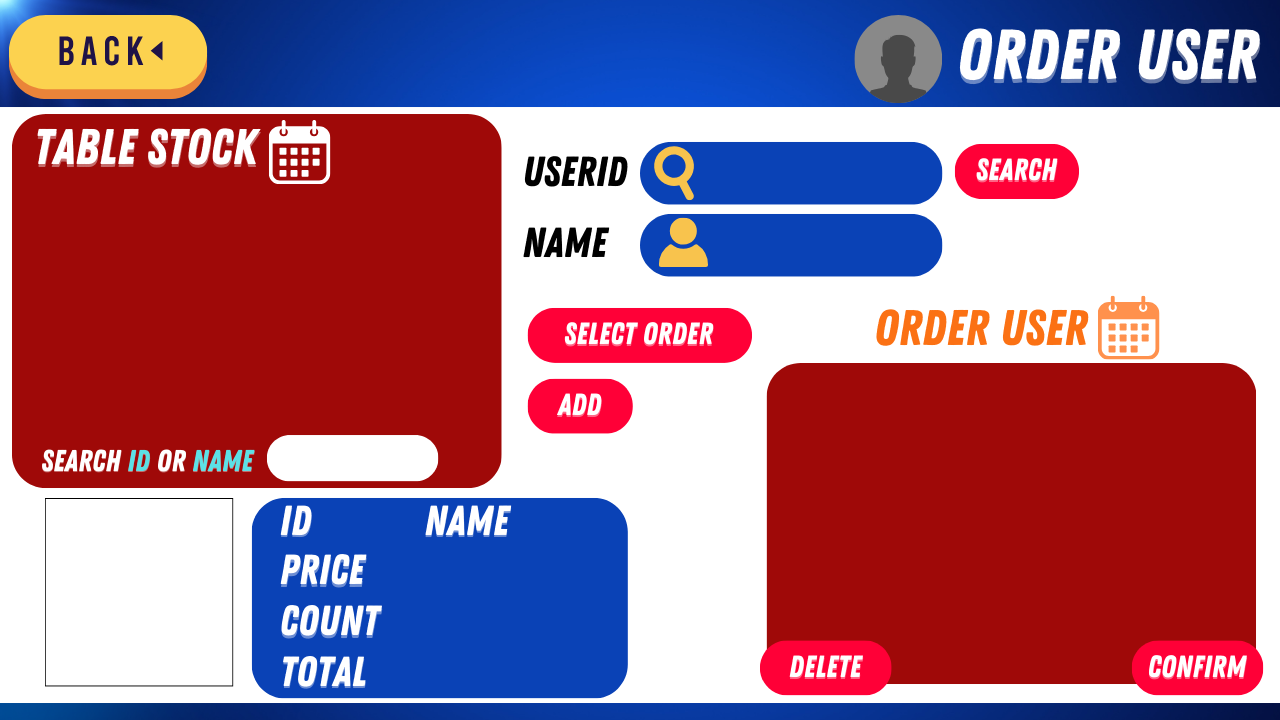 BACK
ORDER USER
TABLE STOCK
USERID
SEARCH
NAME
SELECT ORDER
ORDER USER
ADD
SEARCH ID OR NAME
ID NAME
PRICE
COUNT
TOTAL
DELETE
CONFIRM